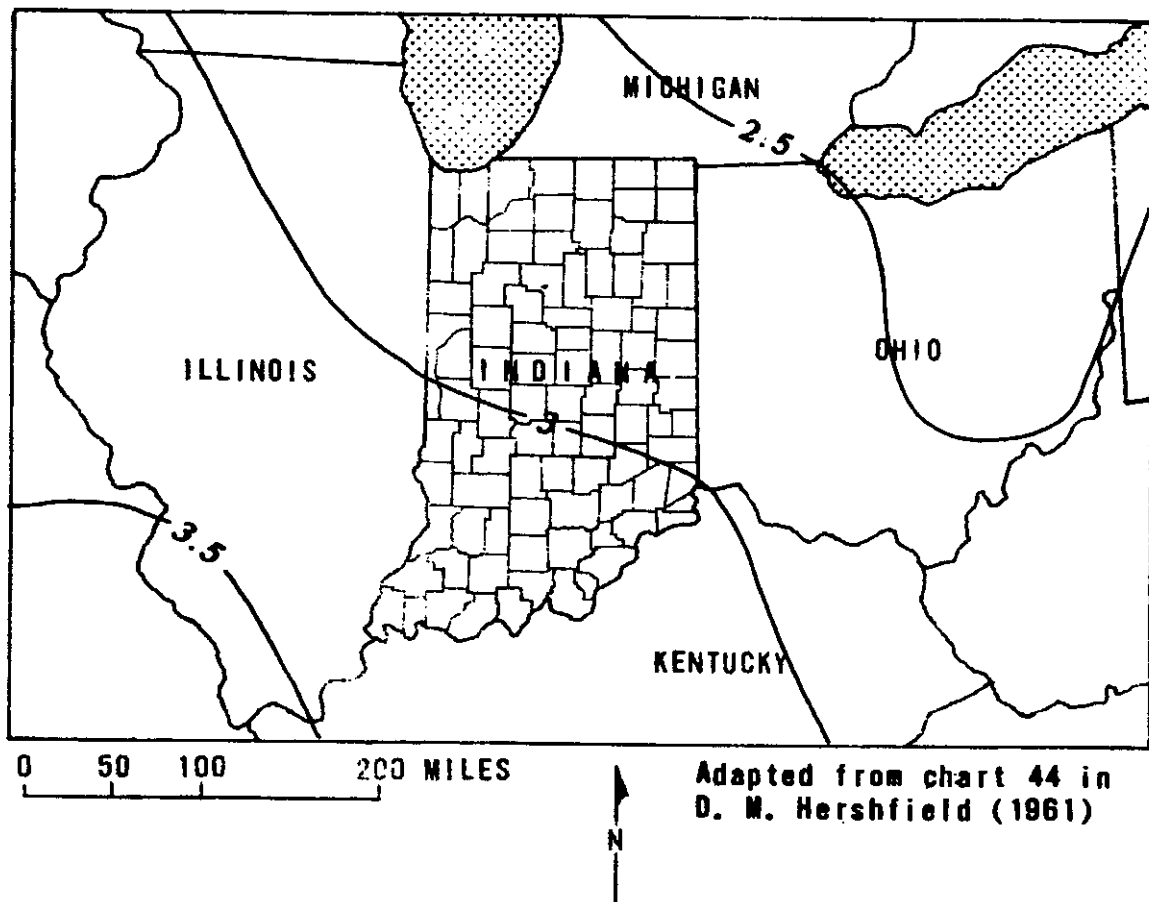 MICHIGAN
2.5
ILLINOIS
INDIANA
OHIO
3
3.5
KENTUCKY
0 50 100 200 MILES
Adapted from chart 44 in
D. M. Hershfield (1961)
N